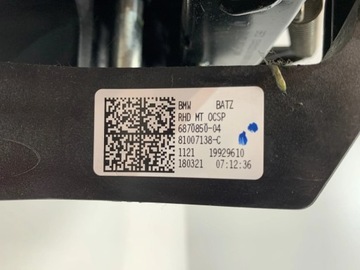 BMW BATZ
RHD MT OCSP
6870850-04
81007138-C
1121 19929610
180321 07:12:36